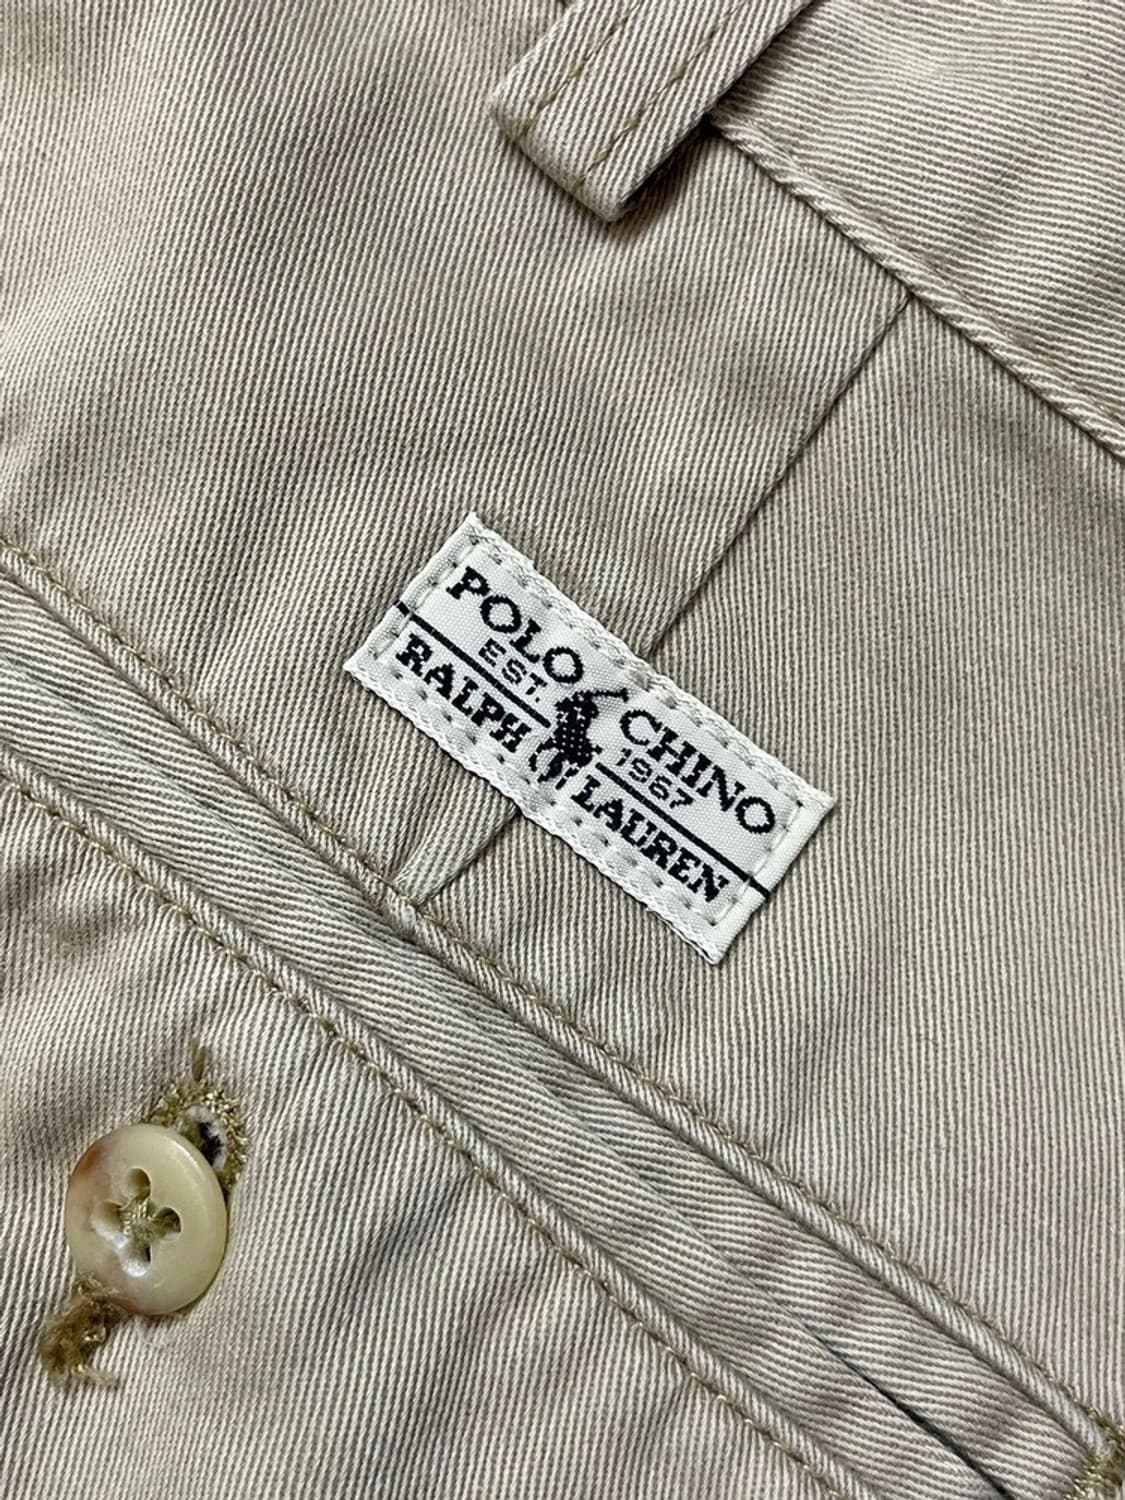 POLO CHINO
EST. 1967
RALPH LAUREN